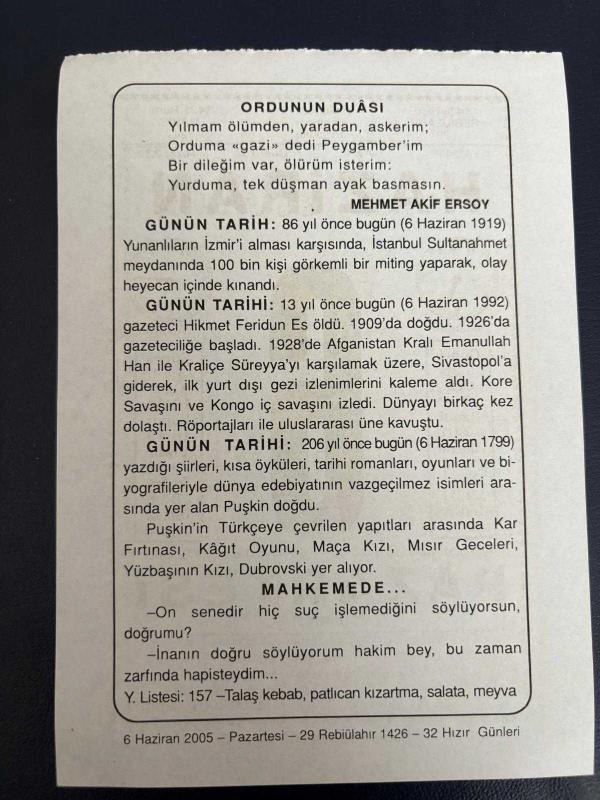 ORDUNUN DUÂSI
Yılmam ölümden, yaradan, askerim;
Orduma «gazi» dedi Peygamber'im
Bir dileğim var, ölürüm isterim:
Yurduma, tek düşman ayak basmasın.
MEHMET AKİF ERSOY
GÜNÜN TARİH: 86 yıl önce bugün (6 Haziran 1919)
Yunanlıların İzmir'i alması karşısında, İstanbul Sultanahmet
meydanında 100 bin kişi görkemli bir miting yaparak, olay
heyecan içinde kınandı.
GÜNÜN TARİHİ: 13 yıl önce bugün (6 Haziran 1992)
gazeteci Hikmet Feridun Es öldü. 1909'da doğdu. 1926'da
gazeteciliğe başladı. 1928'de Afganistan Kralı Emanullah
Han ile Kraliçe Süreyya'yı karşılamak üzere, Sivastopol'a
giderek, ilk yurt dışı gezi izlenimlerini kaleme aldı. Kore
Savaşını ve Kongo iç savaşını izledi. Dünyayı birkaç kez
dolaştı. Röportajları ile uluslararası üne kavuştu.
GÜNÜN TARİHİ: 206 yıl önce bugün (6 Haziran 1799)
yazdığı şiirleri, kısa öyküleri, tarihi romanları, oyunları ve bi-
yografileriyle dünya edebiyatının vazgeçilmez isimleri ara-
sında yer alan Puşkin doğdu.
Puşkin'in Türkçeye çevrilen yapıtları arasında Kar
Fırtınası, Kâğıt Oyunu, Maça Kızı, Mısır Geceleri,
Yüzbaşının Kızı, Dubrovski yer alıyor.
MAHKEMEDE...
–On senedir hiç suç işlemediğini söylüyorsun,
doğrumu?
–İnanın doğru söylüyorum hakim bey, bu zaman
zarfında hapisteydim...
Y. Listesi: 157 –Talaş kebab, patlıcan kızartma, salata, meyva
6 Haziran 2005 – Pazartesi – 29 Rebiülahır 1426 – 32 Hızır Günleri